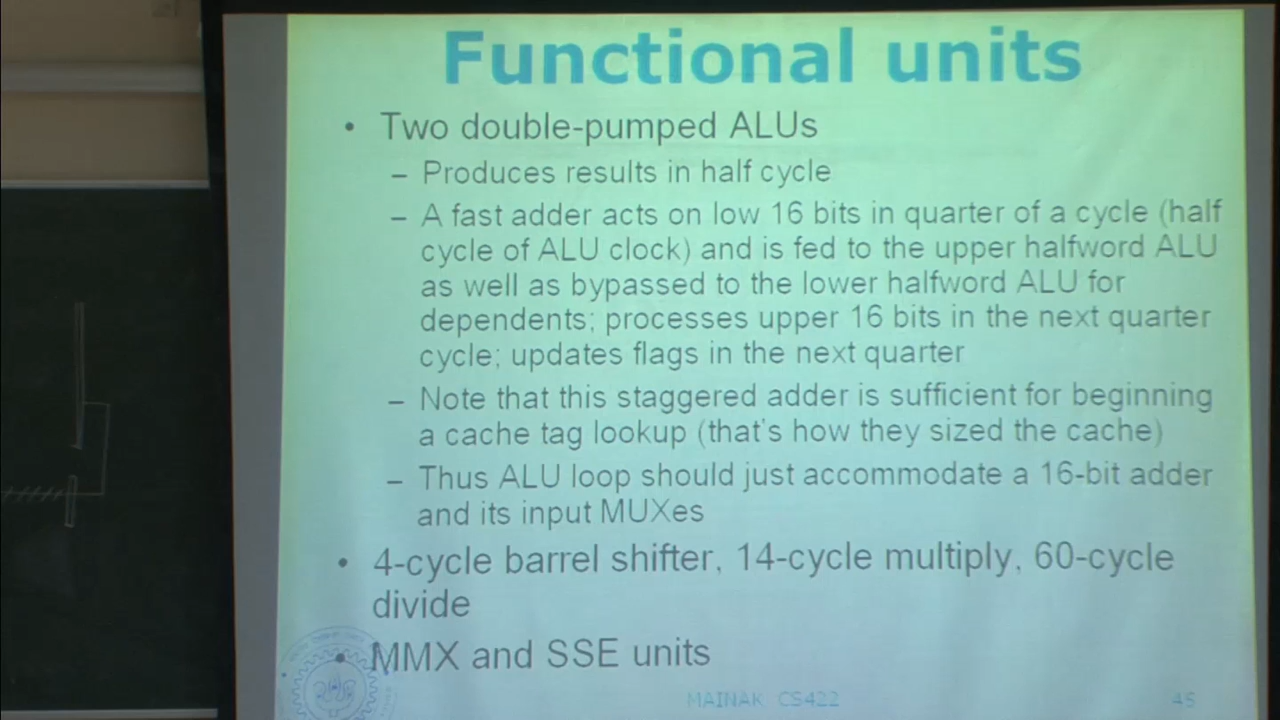 Functional units
• Two double-pumped ALUs
– Produces results in half cycle
– A fast adder acts on low 16 bits in quarter of a cycle (half
cycle of ALU clock) and is fed to the upper halfword ALU
as well as bypassed to the lower halfword ALU for
dependents; processes upper 16 bits in the next quarter
cycle; updates flags in the next quarter
– Note that this staggered adder is sufficient for beginning
a cache tag lookup (that's how they sized the cache)
– Thus ALU loop should just accommodate a 16-bit adder
and its input MUXes
• 4-cycle barrel shifter, 14-cycle multiply, 60-cycle
divide
• MMX and SSE units
MAINAK CS422
45